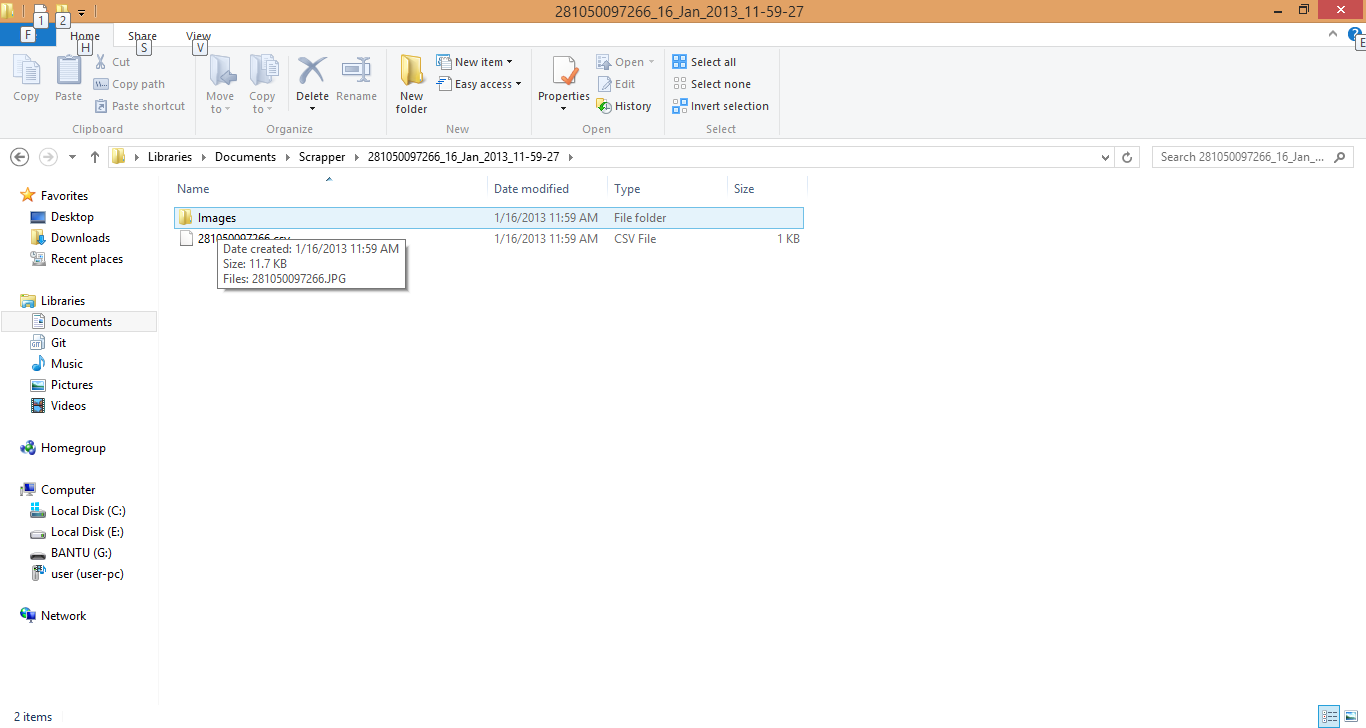 281050097266_16_Jan_2013_11-59-27
1 2
F Home Share View
H S V E
Copy
Paste
Cut
Copy path
Paste shortcut
Clipboard
Move to
Copy to
Delete
Rename
Organize
New folder
New item
Easy access
New
Properties
Open
Edit
History
Open
Select all
Select none
Invert selection
Select
Libraries Documents Scrapper 281050097266_16_Jan_2013_11-59-27
Search 281050097266_16_Jan_...
Favorites
Desktop
Downloads
Recent places
Libraries
Documents
Git
Music
Pictures
Videos
Homegroup
Computer
Local Disk (C:)
Local Disk (E:)
BANTU (G:)
user (user-pc)
Network
Name Date modified Type Size
Images 1/16/2013 11:59 AM File folder
281050097266.csv 1/16/2013 11:59 AM CSV File 1 KB
Date created: 1/16/2013 11:59 AM
Size: 11.7 KB
Files: 281050097266.JPG
2 items